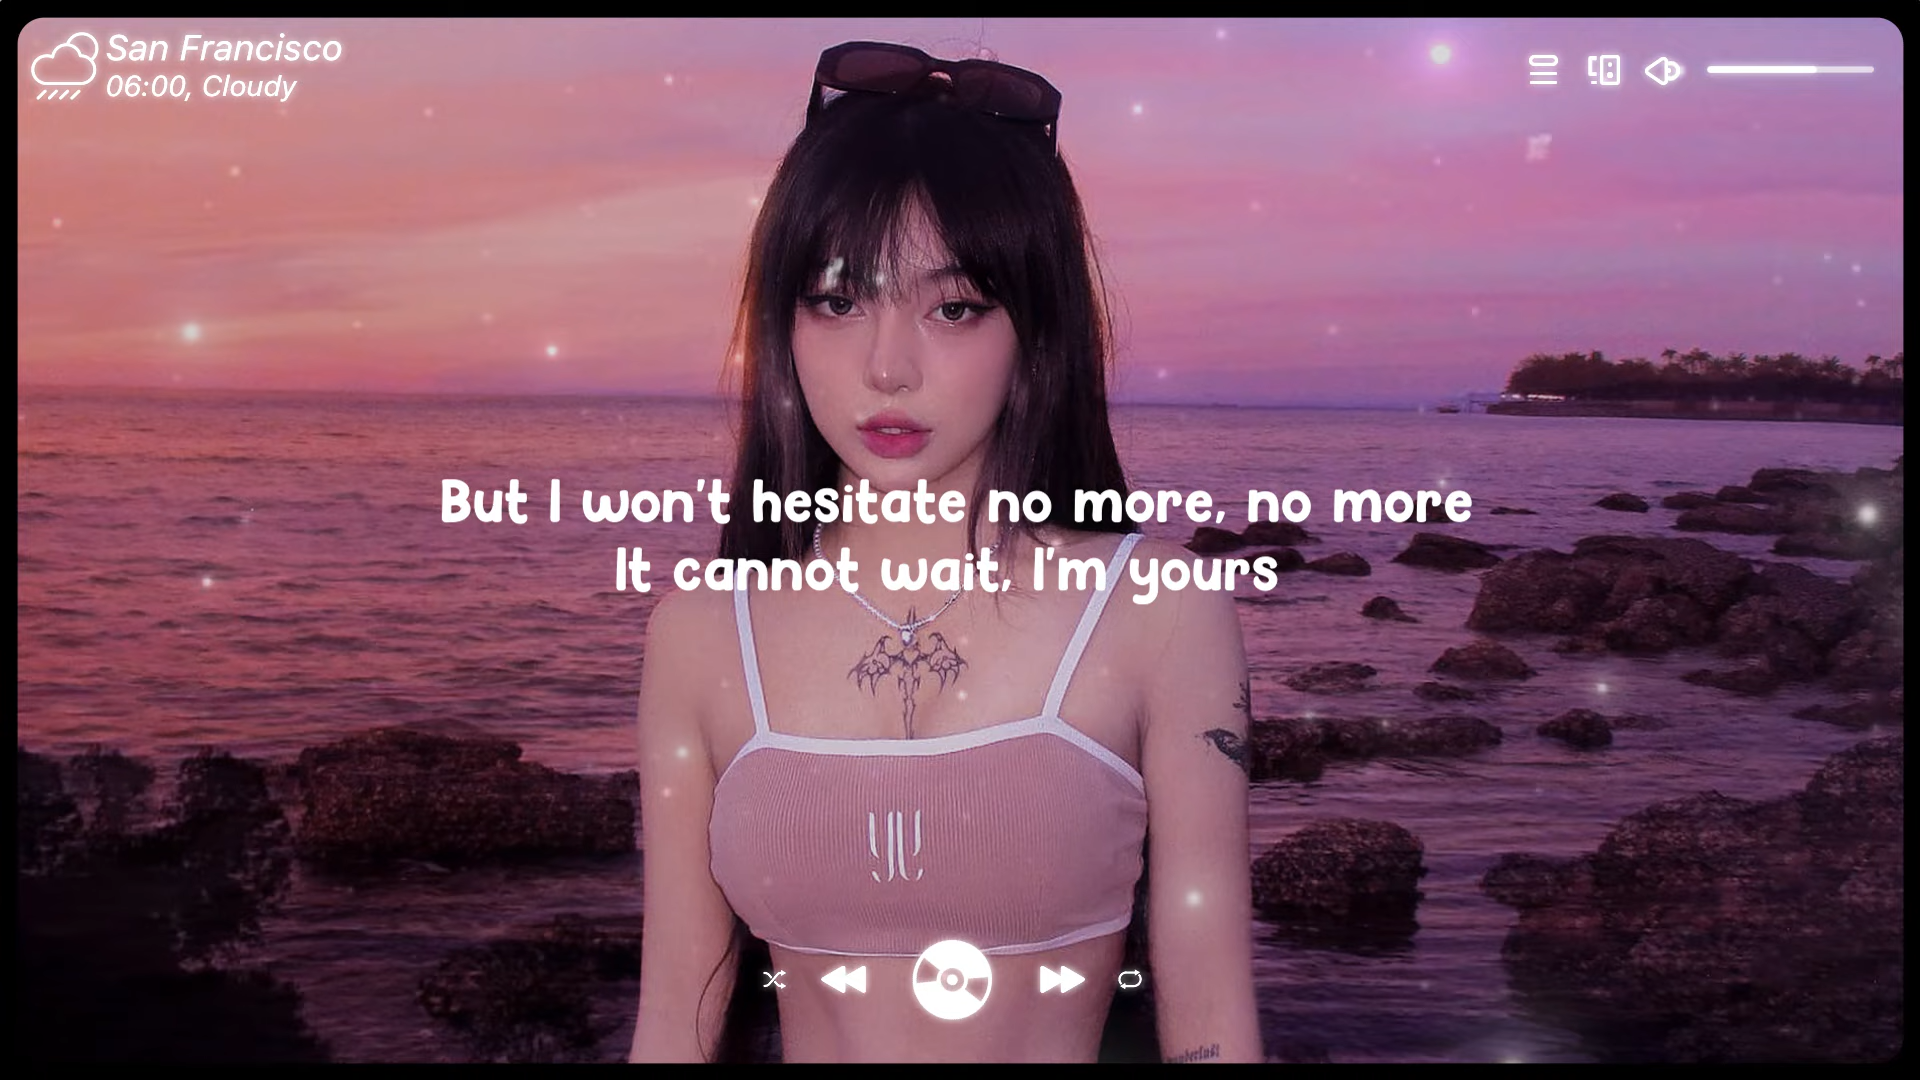 San Francisco
06:00, Cloudy
But I won't hesitate no more, no more
It cannot wait, I'm yours